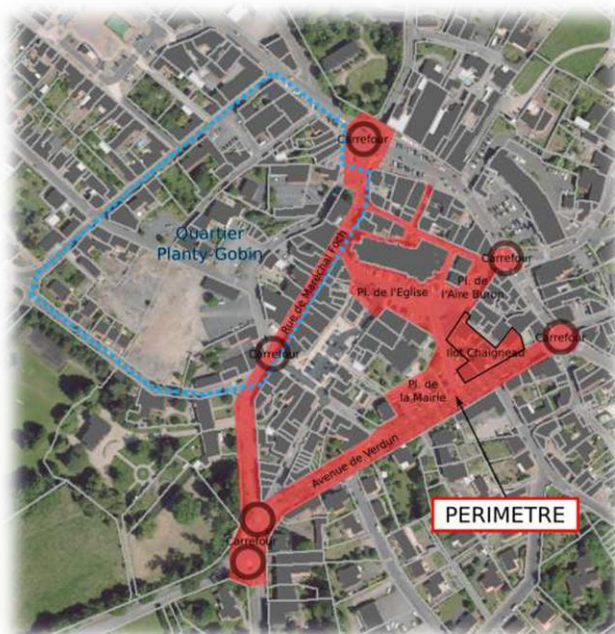 Carrefour
Quartier
Planty-Gobin
Rue de Maréchal Foch
Carrefour
Pl. de
l'Aire Buron
Pl. de l'Eglise
Carrefour
Ilot Chaigneau
Carrefour
Pl. de
la Mairie
Avenue de Verdun
PERIMETRE
Carrefour